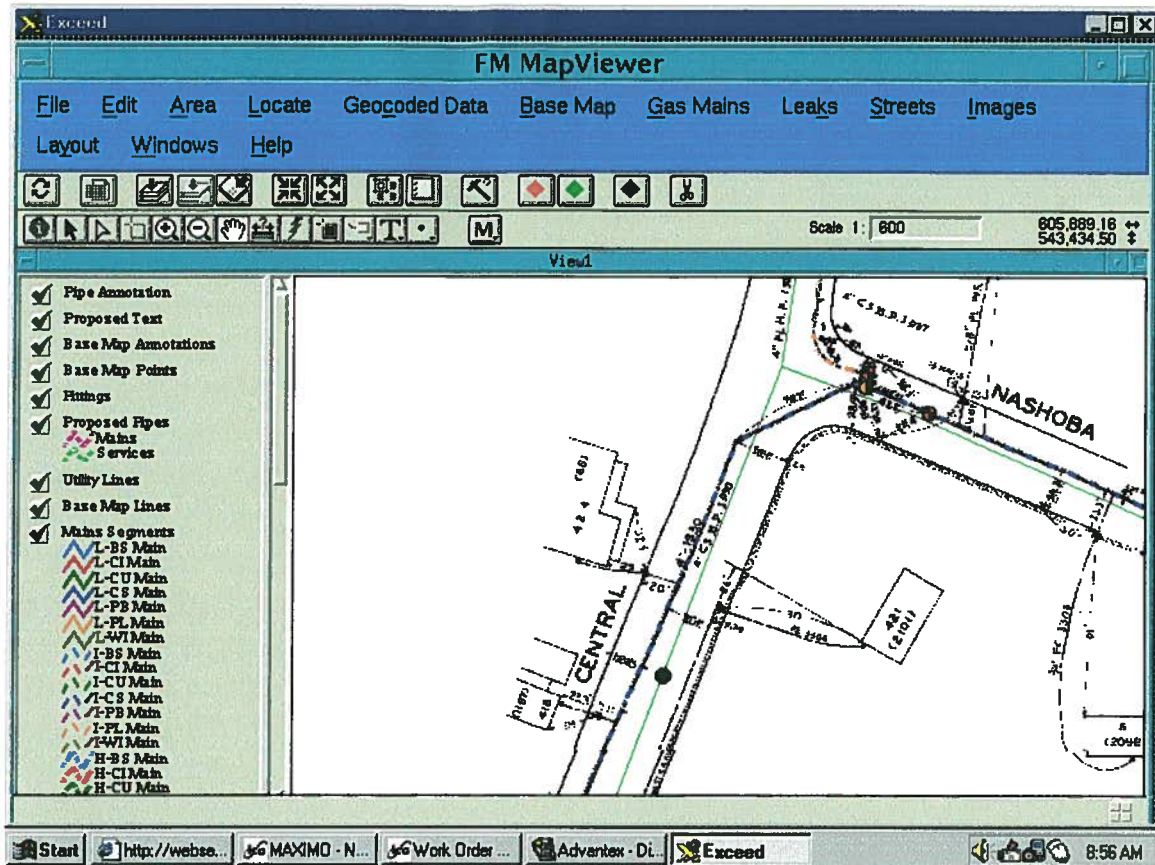 Exceed
FM MapViewer
File Edit Area Locate Geocoded Data Base Map Gas Mains Leaks Streets Images
Layout Windows Help
M
Scale 1: 600
605,889.16
543,434.50
View1
Pipe Annotation
Proposed Text
Base Map Annotations
Base Map Points
Fittings
Proposed Pipes
Mains
Services
Utility Lines
Base Map Lines
Mains Segments
L-BS Main
L-CI Main
L-CU Main
L-CS Main
L-PB Main
L-PL Main
L-WI Main
I-BS Main
I-CI Main
I-CU Main
I-CS Main
I-PB Main
I-PL Main
I-WI Main
H-BS Main
H-CI Main
H-CU Main
NASHOBA
CENTRAL
424
421
(2101)
418
Start http://webse... MAXIMO - N... Work Order ... Advantex - Di... Exceed 8:56 AM